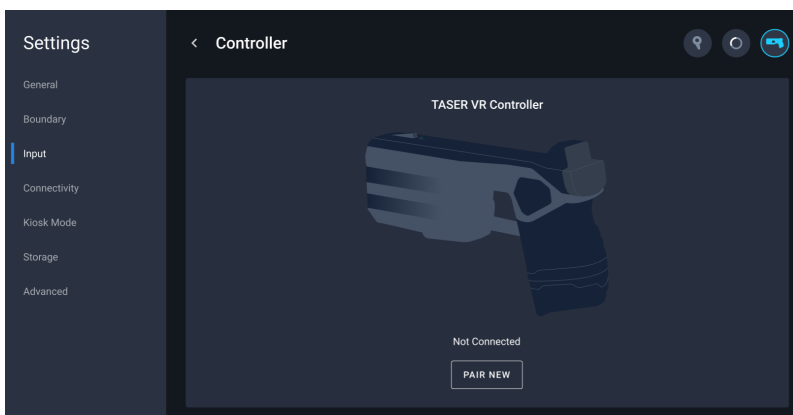 Settings
General
Boundary
Input
Connectivity
Kiosk Mode
Storage
Advanced
Controller
TASER VR Controller
Not Connected
PAIR NEW